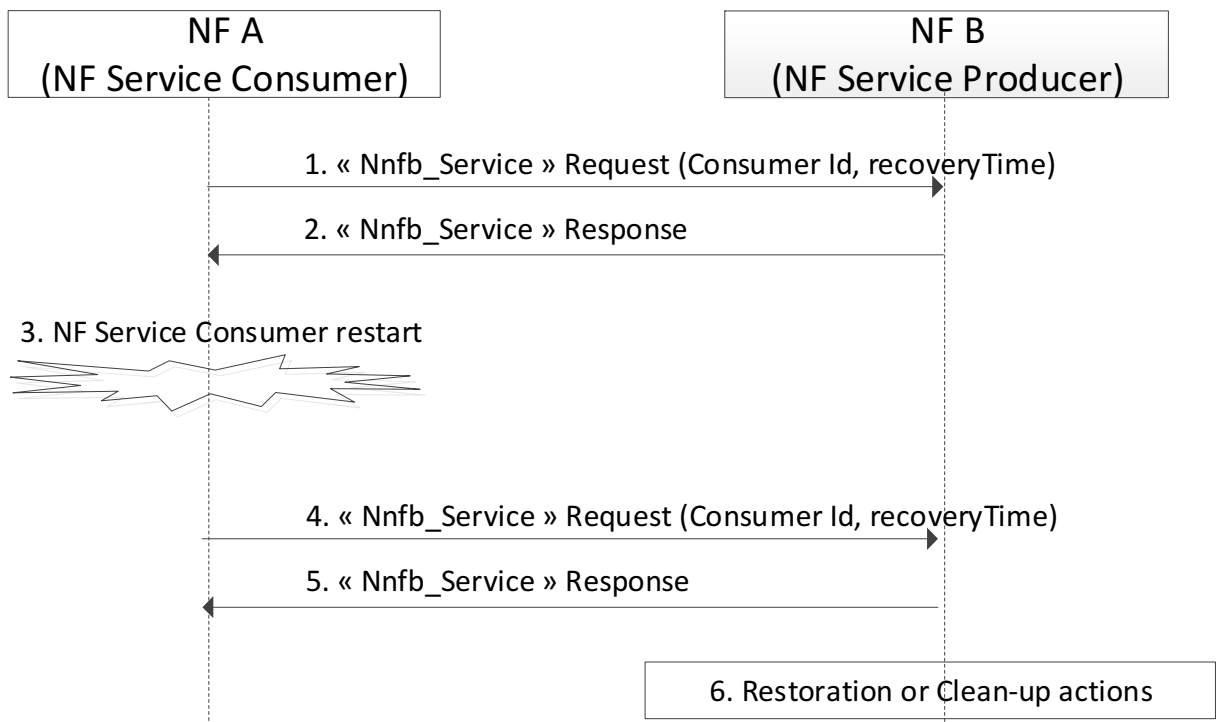 NF A
(NF Service Consumer)
NF B
(NF Service Producer)
1. « Nnfb_Service » Request (Consumer Id, recoveryTime)
2. « Nnfb_Service » Response
3. NF Service Consumer restart
4. « Nnfb_Service » Request (Consumer Id, recoveryTime)
5. « Nnfb_Service » Response
6. Restoration or Clean-up actions